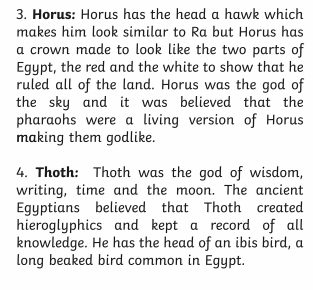 3. Horus: Horus has the head a hawk which
makes him look similar to Ra but Horus has
a crown made to look like the two parts of
Egypt, the red and the white to show that he
ruled all of the land. Horus was the god of
the sky and it was believed that the
pharaohs were a living version of Horus
making them godlike.
4. Thoth: Thoth was the god of wisdom,
writing, time and the moon. The ancient
Egyptians believed that Thoth created
hieroglyphics and kept a record of all
knowledge. He has the head of an ibis bird, a
long beaked bird common in Egypt.